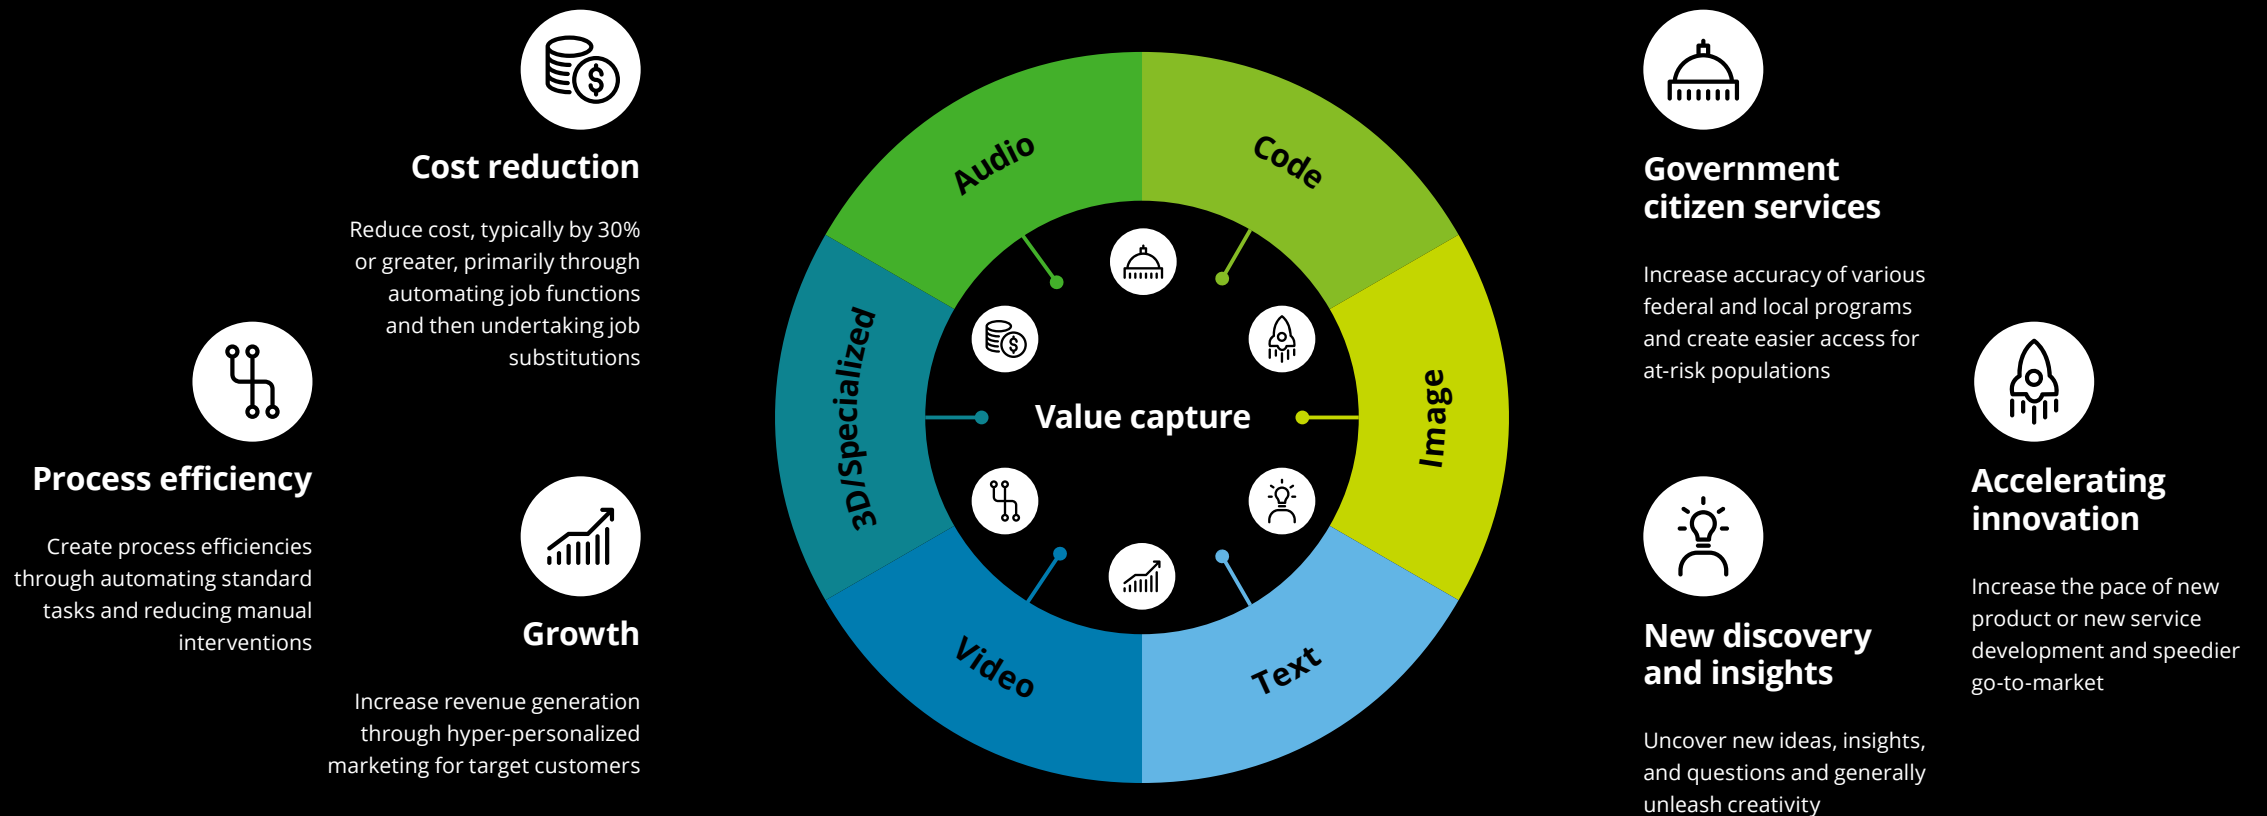 Cost reduction
Reduce cost, typically by 30%
or greater, primarily through
automating job functions
and then undertaking job
substitutions
Process efficiency
Create process efficiencies
through automating standard
tasks and reducing manual
interventions
Growth
Increase revenue generation
through hyper-personalized
marketing for target customers
Audio
Code
3D/Specialized
Value capture
Image
Video
Text
Government
citizen services
Increase accuracy of various
federal and local programs
and create easier access for
at-risk populations
Accelerating
innovation
Increase the pace of new
product or new service
development and speedier
go-to-market
New discovery
and insights
Uncover new ideas, insights,
and questions and generally
unleash creativity